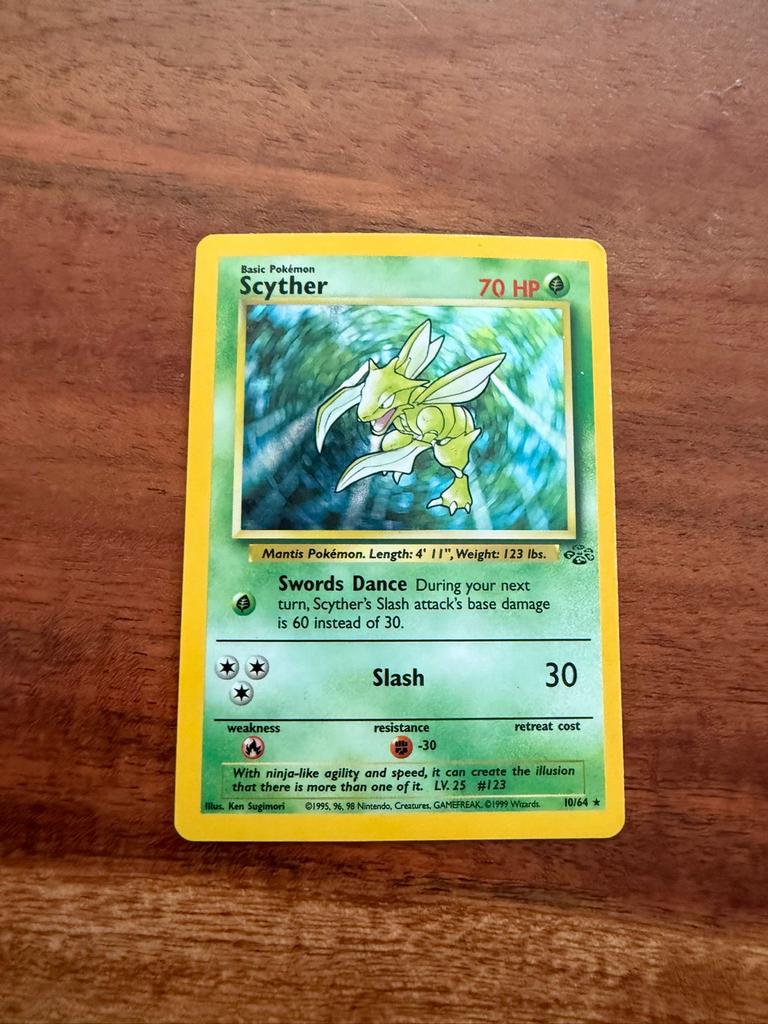 Basic Pokémon
Scyther
70 HP
Mantis Pokémon. Length: 4' 11", Weight: 123 lbs.
Swords Dance During your next
turn, Scyther's Slash attack's base damage
is 60 instead of 30.
Slash 30
weakness resistance retreat cost
-30
With ninja-like agility and speed, it can create the illusion
that there is more than one of it. LV. 25 #123
Illus. Ken Sugimori ©1995, 96, 98 Nintendo, Creatures, GAMEFREAK. ©1999 Wizards. 10/64 ★